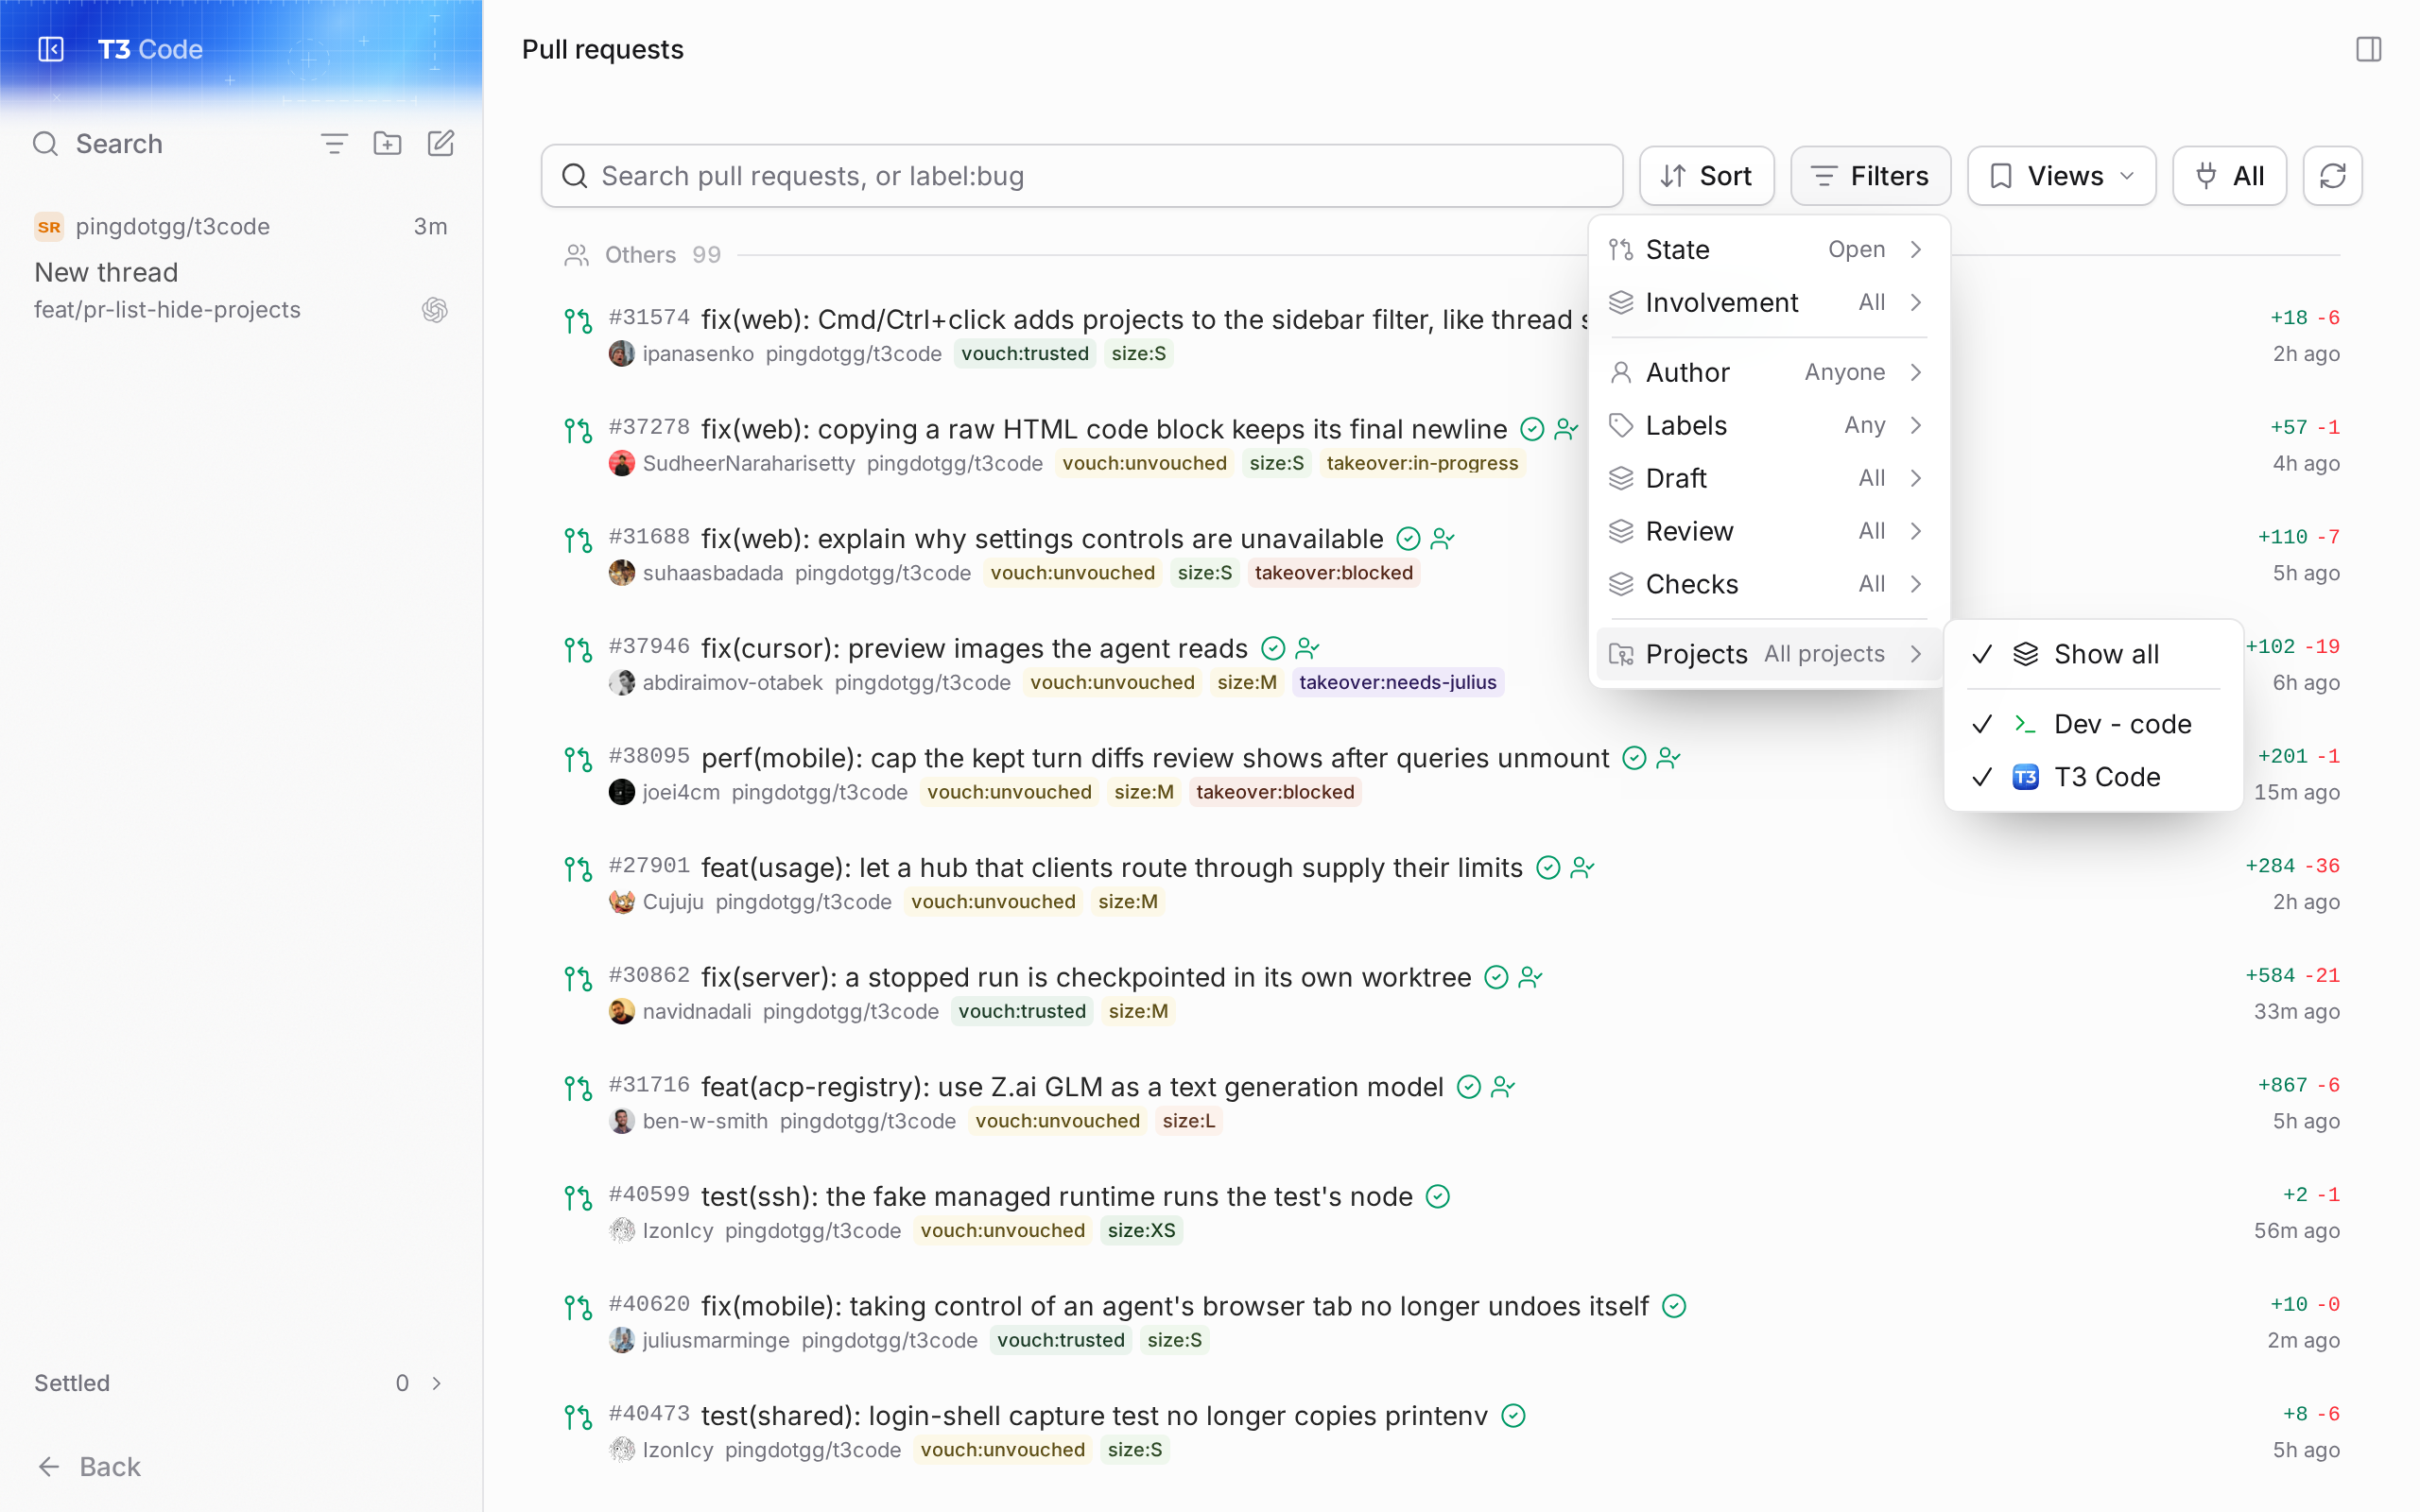 T3 Code
Pull requests
Search
Search pull requests, or label:bug
Sort
Filters
Views
All
SR pingdotgg/t3code 3m
New thread
feat/pr-list-hide-projects
Others 99
#31574 fix(web): Cmd/Ctrl+click adds projects to the sidebar filter, like thread +18 -6
ipanasenko pingdotgg/t3code vouch:trusted size:S 2h ago
#37278 fix(web): copying a raw HTML code block keeps its final newline +57 -1
SudheerNaraharisetty pingdotgg/t3code vouch:unvouched size:S takeover:in-progress 4h ago
#31688 fix(web): explain why settings controls are unavailable +110 -7
suhaasbadada pingdotgg/t3code vouch:unvouched size:S takeover:blocked 5h ago
#37946 fix(cursor): preview images the agent reads +102 -19
abdiraimov-otabek pingdotgg/t3code vouch:unvouched size:M takeover:needs-julius 6h ago
#38095 perf(mobile): cap the kept turn diffs review shows after queries unmount +201 -1
joei4cm pingdotgg/t3code vouch:unvouched size:M takeover:blocked 15m ago
#27901 feat(usage): let a hub that clients route through supply their limits +284 -36
Cujuju pingdotgg/t3code vouch:unvouched size:M 2h ago
#30862 fix(server): a stopped run is checkpointed in its own worktree +584 -21
navidnadali pingdotgg/t3code vouch:trusted size:M 33m ago
#31716 feat(acp-registry): use Z.ai GLM as a text generation model +867 -6
ben-w-smith pingdotgg/t3code vouch:unvouched size:L 5h ago
#40599 test(ssh): the fake managed runtime runs the test's node +2 -1
IzonIcy pingdotgg/t3code vouch:unvouched size:XS 56m ago
#40620 fix(mobile): taking control of an agent's browser tab no longer undoes itself +10 -0
juliusmarminge pingdotgg/t3code vouch:trusted size:S 2m ago
#40473 test(shared): login-shell capture test no longer copies printenv +8 -6
IzonIcy pingdotgg/t3code vouch:unvouched size:S 5h ago
State Open
Involvement All
Author Anyone
Labels Any
Draft All
Review All
Checks All
Projects All projects
Show all
Dev - code
T3 T3 Code
Settled 0
Back